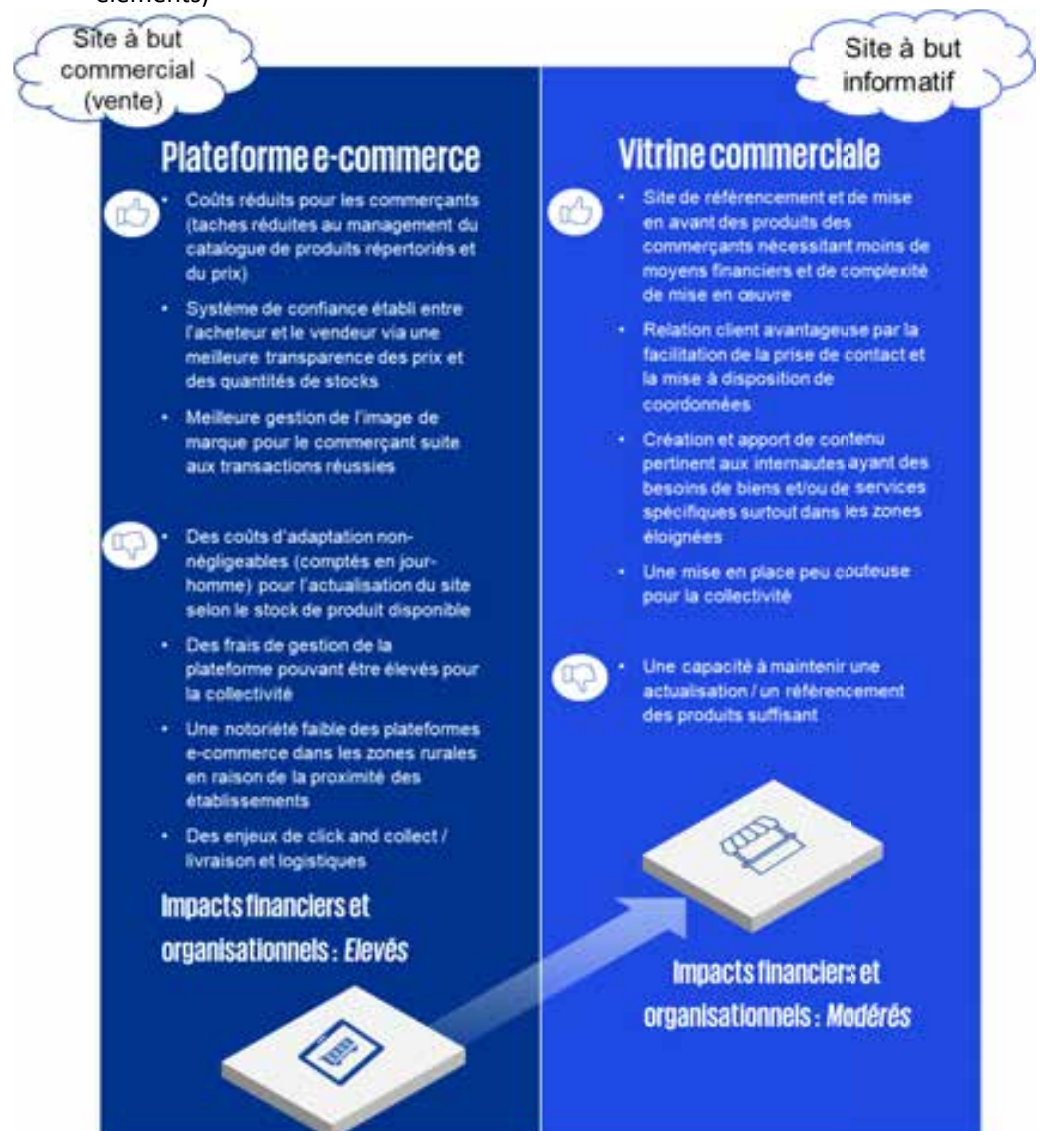 éléments)
Site à but
commercial
(vente)
Site à but
informatif
Plateforme e-commerce
• Coûts réduits pour les commerçants
(taches réduites au management du
catalogue de produits répertoriés et
du prix)
• Système de confiance établi entre
l'acheteur et le vendeur via une
meilleure transparence des prix et
des quantités de stocks
• Meilleure gestion de l'image de
marque pour le commerçant suite
aux transactions réussies
• Des coûts d'adaptation non-
négligeables (comptés en jour-
homme) pour l'actualisation du site
selon le stock de produit disponible
• Des frais de gestion de la
plateforme pouvant être élevés pour
la collectivité
• Une notoriété faible des plateformes
e-commerce dans les zones rurales
en raison de la proximité des
établissements
• Des enjeux de click and collect /
livraison et logistiques
Impacts financiers et
organisationnels : Elevés
Vitrine commerciale
• Site de référencement et de mise
en avant des produits des
commerçants nécessitant moins de
moyens financiers et de complexité
de mise en œuvre
• Relation client avantageuse par la
facilitation de la prise de contact et
la mise à disposition de
coordonnées
• Création et apport de contenu
pertinent aux internautes ayant des
besoins de biens et/ou de services
spécifiques surtout dans les zones
éloignées
• Une mise en place peu couteuse
pour la collectivité
• Une capacité à maintenir une
actualisation / un référencement
des produits suffisant
Impacts financiers et
organisationnels : Modérés